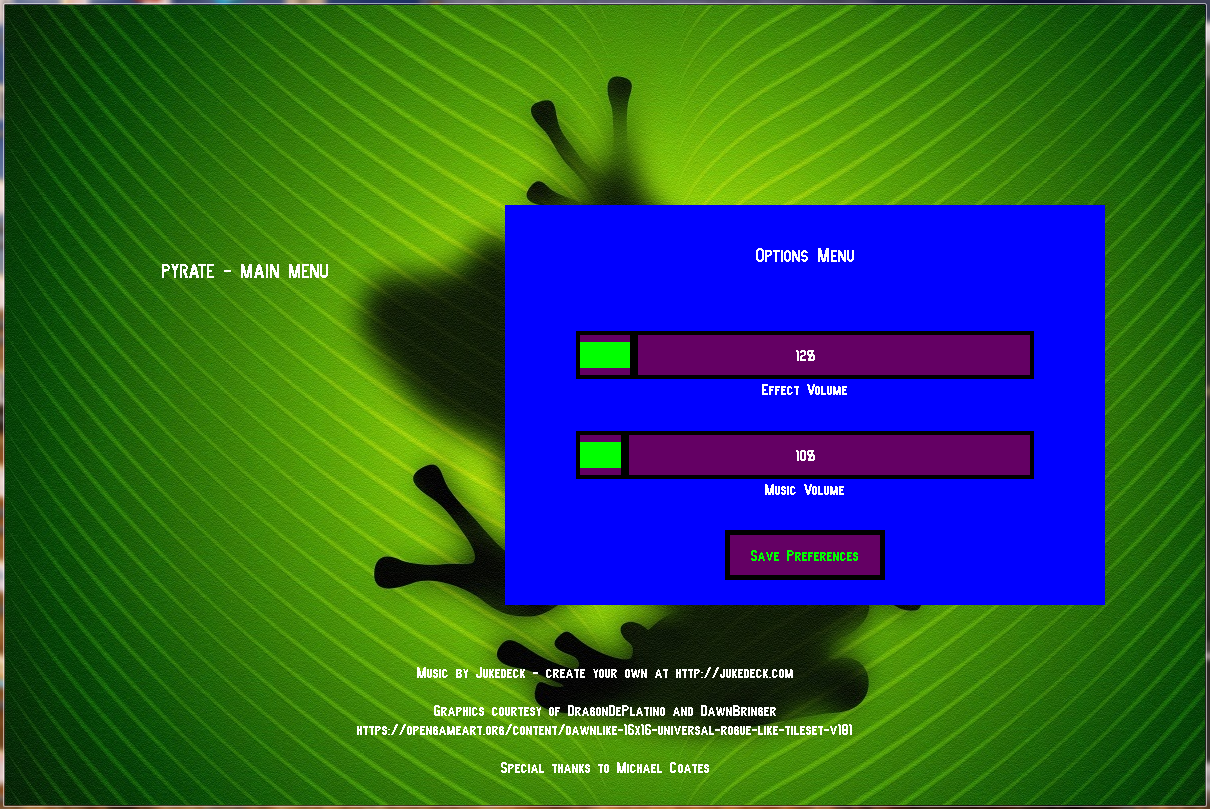 PYRATE - MAIN MENU
Options Menu
12%
Effect Volume
10%
Music Volume
Save Preferences
Music by Jukedeck - create your own at http://jukedeck.com
Graphics courtesy of DragonDePlatino and DawnBringer
https://opengameart.org/content/dawnlike-16x16-universal-rogue-like-tileset-v181
Special thanks to Michael Coates